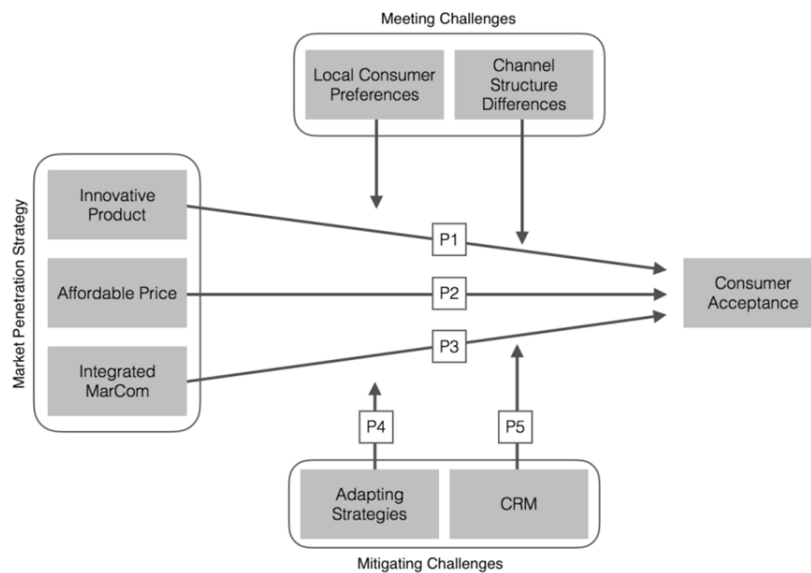 Meeting Challenges
Local Consumer
Preferences
Channel
Structure
Differences
Market Penetration Strategy
Innovative
Product
P1
Affordable Price
P2
Consumer
Acceptance
Integrated
MarCom
P3
P4
P5
Adapting
Strategies
CRM
Mitigating Challenges